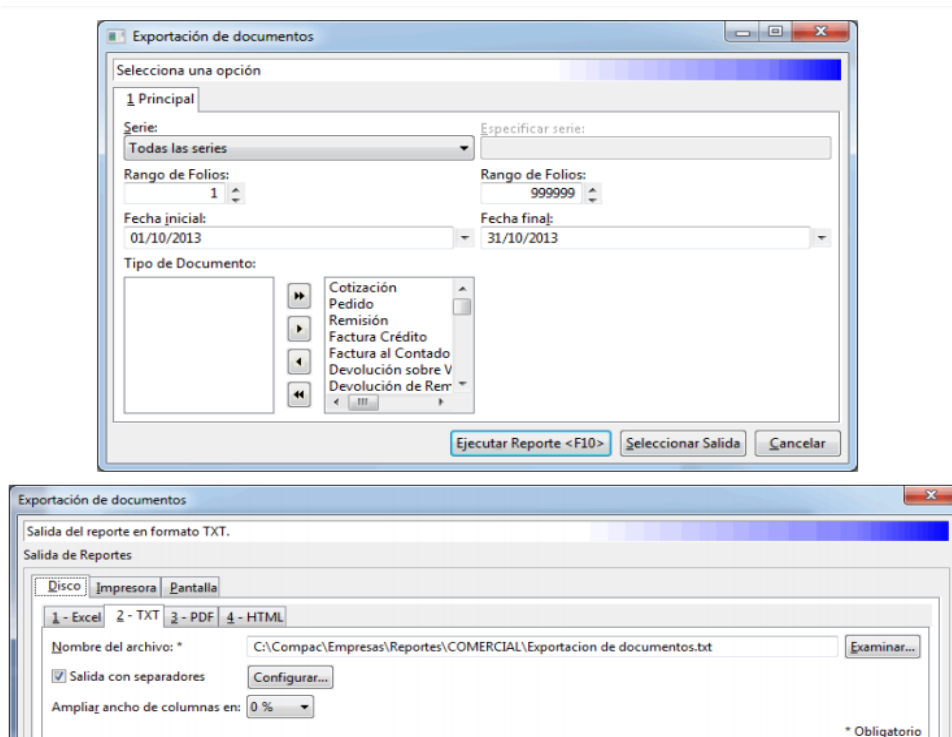 Exportación de documentos
Selecciona una opción
1 Principal
Serie: Especificar serie:
Todas las series
Rango de Folios: Rango de Folios:
1 999999
Fecha inicial: Fecha final:
01/10/2013 31/10/2013
Tipo de Documento:
Cotización
Pedido
Remisión
Factura Crédito
Factura al Contado
Devolución sobre V
Devolución de Rem
Ejecutar Reporte <F10> Seleccionar Salida Cancelar
Exportación de documentos
Salida del reporte en formato TXT.
Salida de Reportes
Disco Impresora Pantalla
1 - Excel 2 - TXT 3 - PDF 4 - HTML
Nombre del archivo: * C:\Compac\Empresas\Reportes\COMERCIAL\Exportacion de documentos.txt Examinar...
Salida con separadores Configurar...
Ampliar ancho de columnas en: 0 %
* Obligatorio